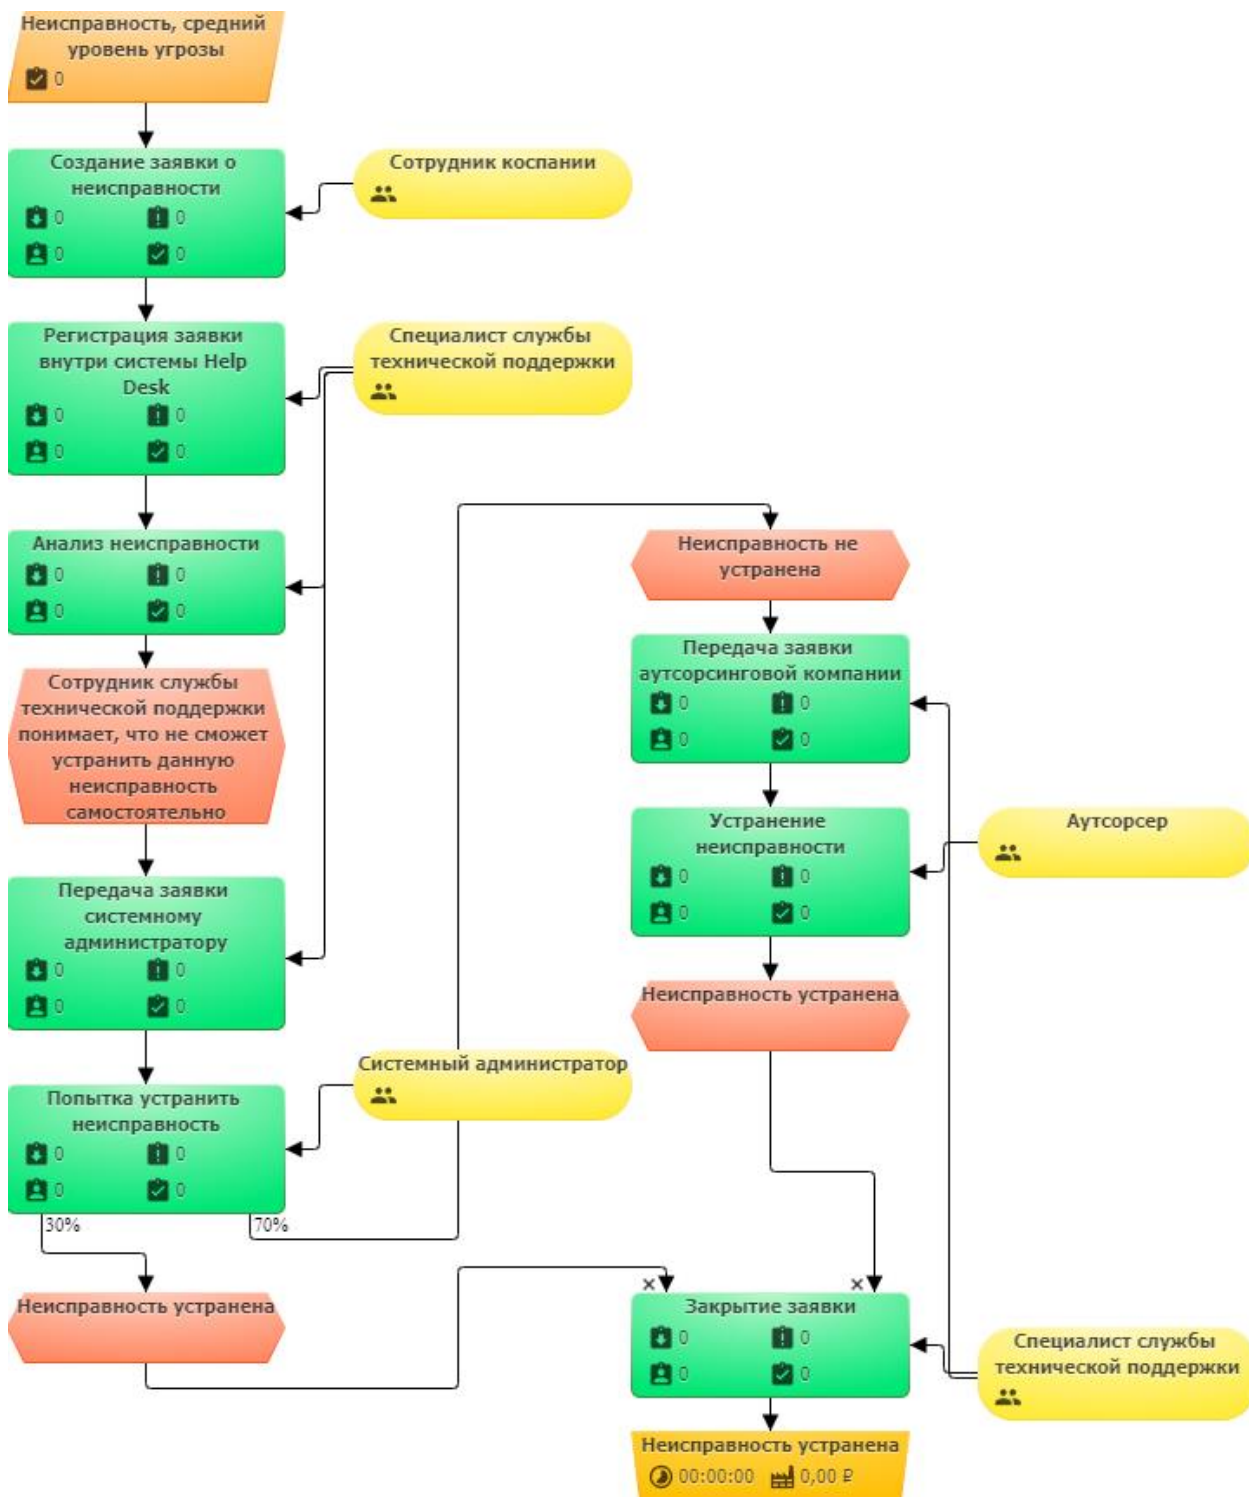 Неисправность, средний
уровень угрозы
0
Создание заявки о
неисправности
0 0
0 0
Сотрудник коспании
Регистрация заявки
внутри системы Help
Desk
0 0
0 0
Специалист службы
технической поддержки
Анализ неисправности
0 0
0 0
Сотрудник службы
технической поддержки
понимает, что не сможет
устранить данную
неисправность
самостоятельно
Передача заявки
системному
администратору
0 0
0 0
Попытка устранить
неисправность
0 0
0 0
Системный администратор
30% 70%
Неисправность устранена
Неисправность не
устранена
Передача заявки
аутсорсинговой компании
0 0
0 0
Устранение
неисправности
0 0
0 0
Аутсорсер
Неисправность устранена
× ×
Закрытие заявки
0 0
0 0
Специалист службы
технической поддержки
Неисправность устранена
00:00:00 0,00 ₽